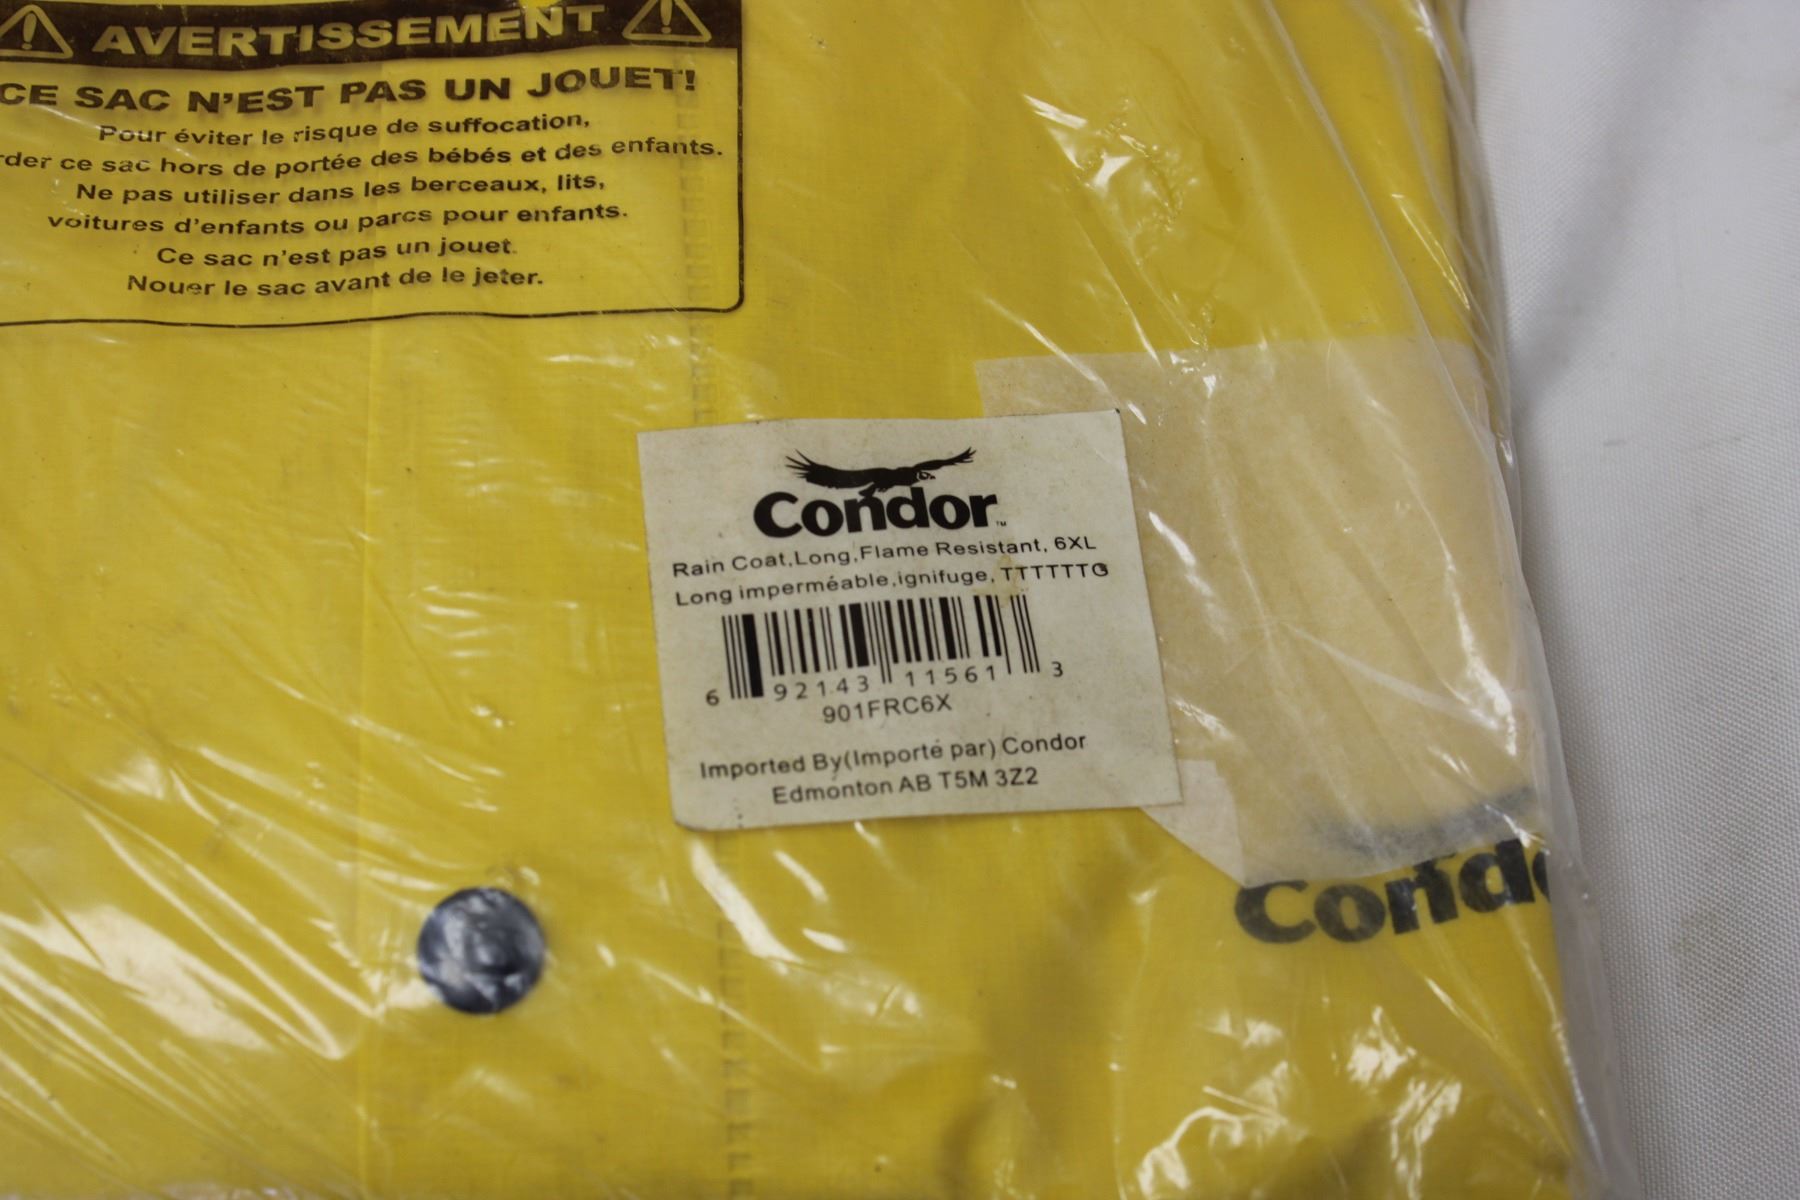 AVERTISSEMENT
CE SAC N'EST PAS UN JOUET!
Pour éviter le risque de suffocation,
rder ce sac hors de portée des bébés et des enfants.
Ne pas utiliser dans les berceaux, lits,
voitures d'enfants ou parcs pour enfants.
Ce sac n'est pas un jouet.
Nouer le sac avant de le jeter.
Condor™
Rain Coat,Long,Flame Resistant, 6XL
Long imperméable,ignifuge, TTTTTTG
6 92143 11561 3
901FRC6X
Imported By(Importé par) Condor
Edmonton AB T5M 3Z2
Condo